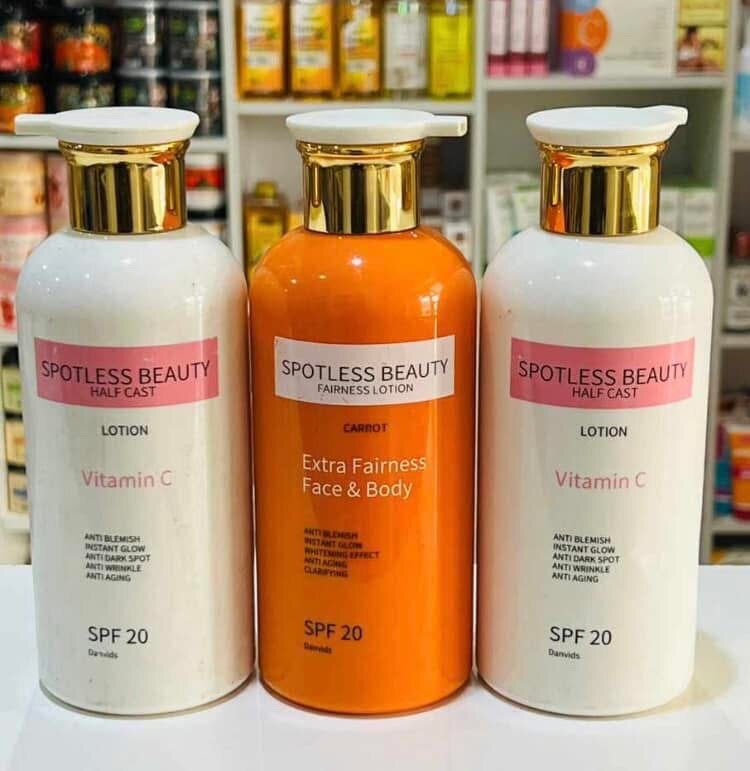 SPOTLESS BEAUTY
HALF CAST
LOTION
Vitamin C
ANTI BLEMISH
INSTANT GLOW
ANTI DARK SPOT
ANTI WRINKLE
ANTI AGING
SPF 20
Danvids
SPOTLESS BEAUTY
FAIRNESS LOTION
CARROT
Extra Fairness
Face & Body
ANTI BLEMISH
INSTANT GLOW
WHITENING EFFECT
ANTI AGING
CLARIFYING
SPF 20
Danvids
SPOTLESS BEAUTY
HALF CAST
LOTION
Vitamin C
ANTI BLEMISH
INSTANT GLOW
ANTI DARK SPOT
ANTI WRINKLE
ANTI AGING
SPF 20
Danvids